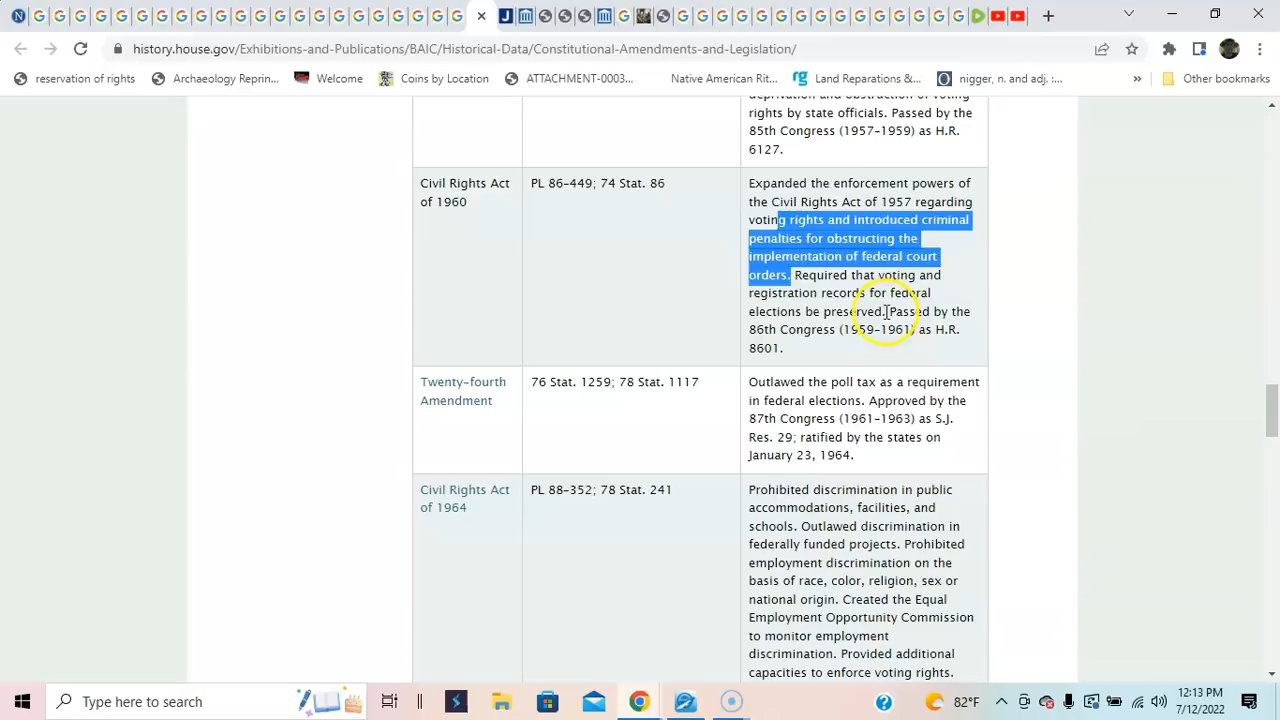 history.house.gov/Exhibitions-and-Publications/BAIC/Historical-Data/Constitutional-Amendments-and-Legislation/
reservation of rights
Archaeology Reprin...
Welcome
Coins by Location
ATTACHMENT-0003...
Native American Rit...
Land Reparations &...
nigger, n. and adj. :...
»
Other bookmarks
deprivation and obstruction of voting
rights by state officials. Passed by the
85th Congress (1957–1959) as H.R.
6127.
Civil Rights Act
of 1960
PL 86–449; 74 Stat. 86
Expanded the enforcement powers of
the Civil Rights Act of 1957 regarding
voting rights and introduced criminal
penalties for obstructing the
implementation of federal court
orders. Required that voting and
registration records for federal
elections be preserved. Passed by the
86th Congress (1959–1961) as H.R.
8601.
Twenty-fourth
Amendment
76 Stat. 1259; 78 Stat. 1117
Outlawed the poll tax as a requirement
in federal elections. Approved by the
87th Congress (1961–1963) as S.J.
Res. 29; ratified by the states on
January 23, 1964.
Civil Rights Act
of 1964
PL 88–352; 78 Stat. 241
Prohibited discrimination in public
accommodations, facilities, and
schools. Outlawed discrimination in
federally funded projects. Prohibited
employment discrimination on the
basis of race, color, religion, sex or
national origin. Created the Equal
Employment Opportunity Commission
to monitor employment
discrimination. Provided additional
capacities to enforce voting rights.
Type here to search
82°F
12:13 PM
7/12/2022